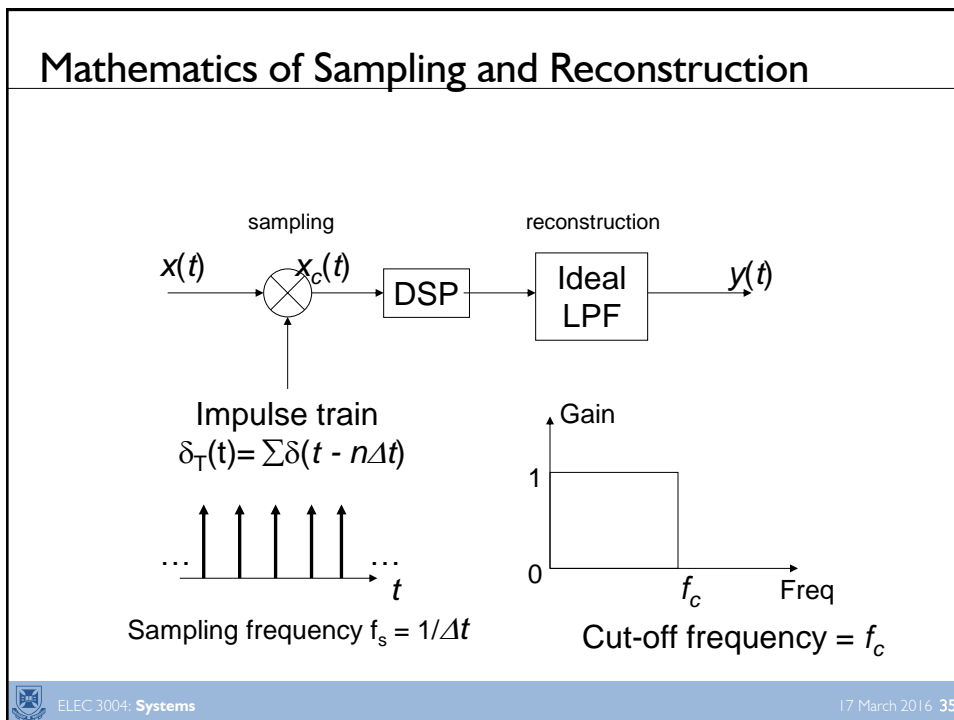 Mathematics of Sampling and Reconstruction
sampling
reconstruction
x(t)
x_c(t)
DSP
Ideal
LPF
y(t)
Impulse train
δ_T(t)= ∑δ(t - nΔt)
... ...
t
Sampling frequency f_s = 1/Δt
Gain
1
0
f_c
Freq
Cut-off frequency = f_c
ELEC 3004: Systems
17 March 2016 35